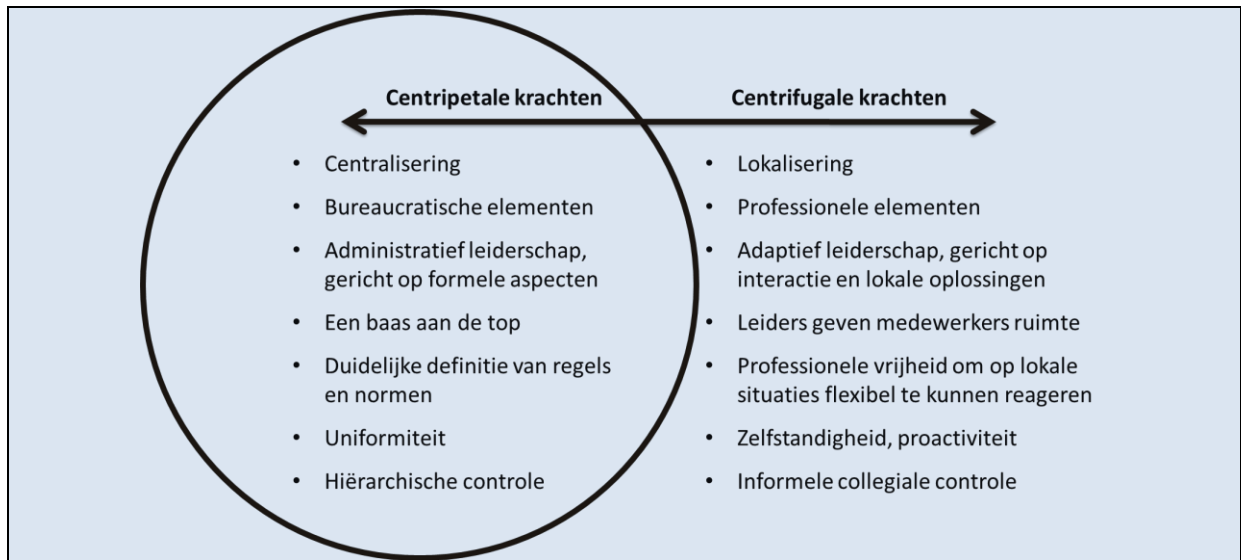 Centripetale krachten
Centrifugale krachten
• Centralisering
• Bureaucratische elementen
• Administratief leiderschap,
gericht op formele aspecten
• Een baas aan de top
• Duidelijke definitie van regels
en normen
• Uniformiteit
• Hiërarchische controle
• Lokalisering
• Professionele elementen
• Adaptief leiderschap, gericht op
interactie en lokale oplossingen
• Leiders geven medewerkers ruimte
• Professionele vrijheid om op lokale
situaties flexibel te kunnen reageren
• Zelfstandigheid, proactiviteit
• Informele collegiale controle